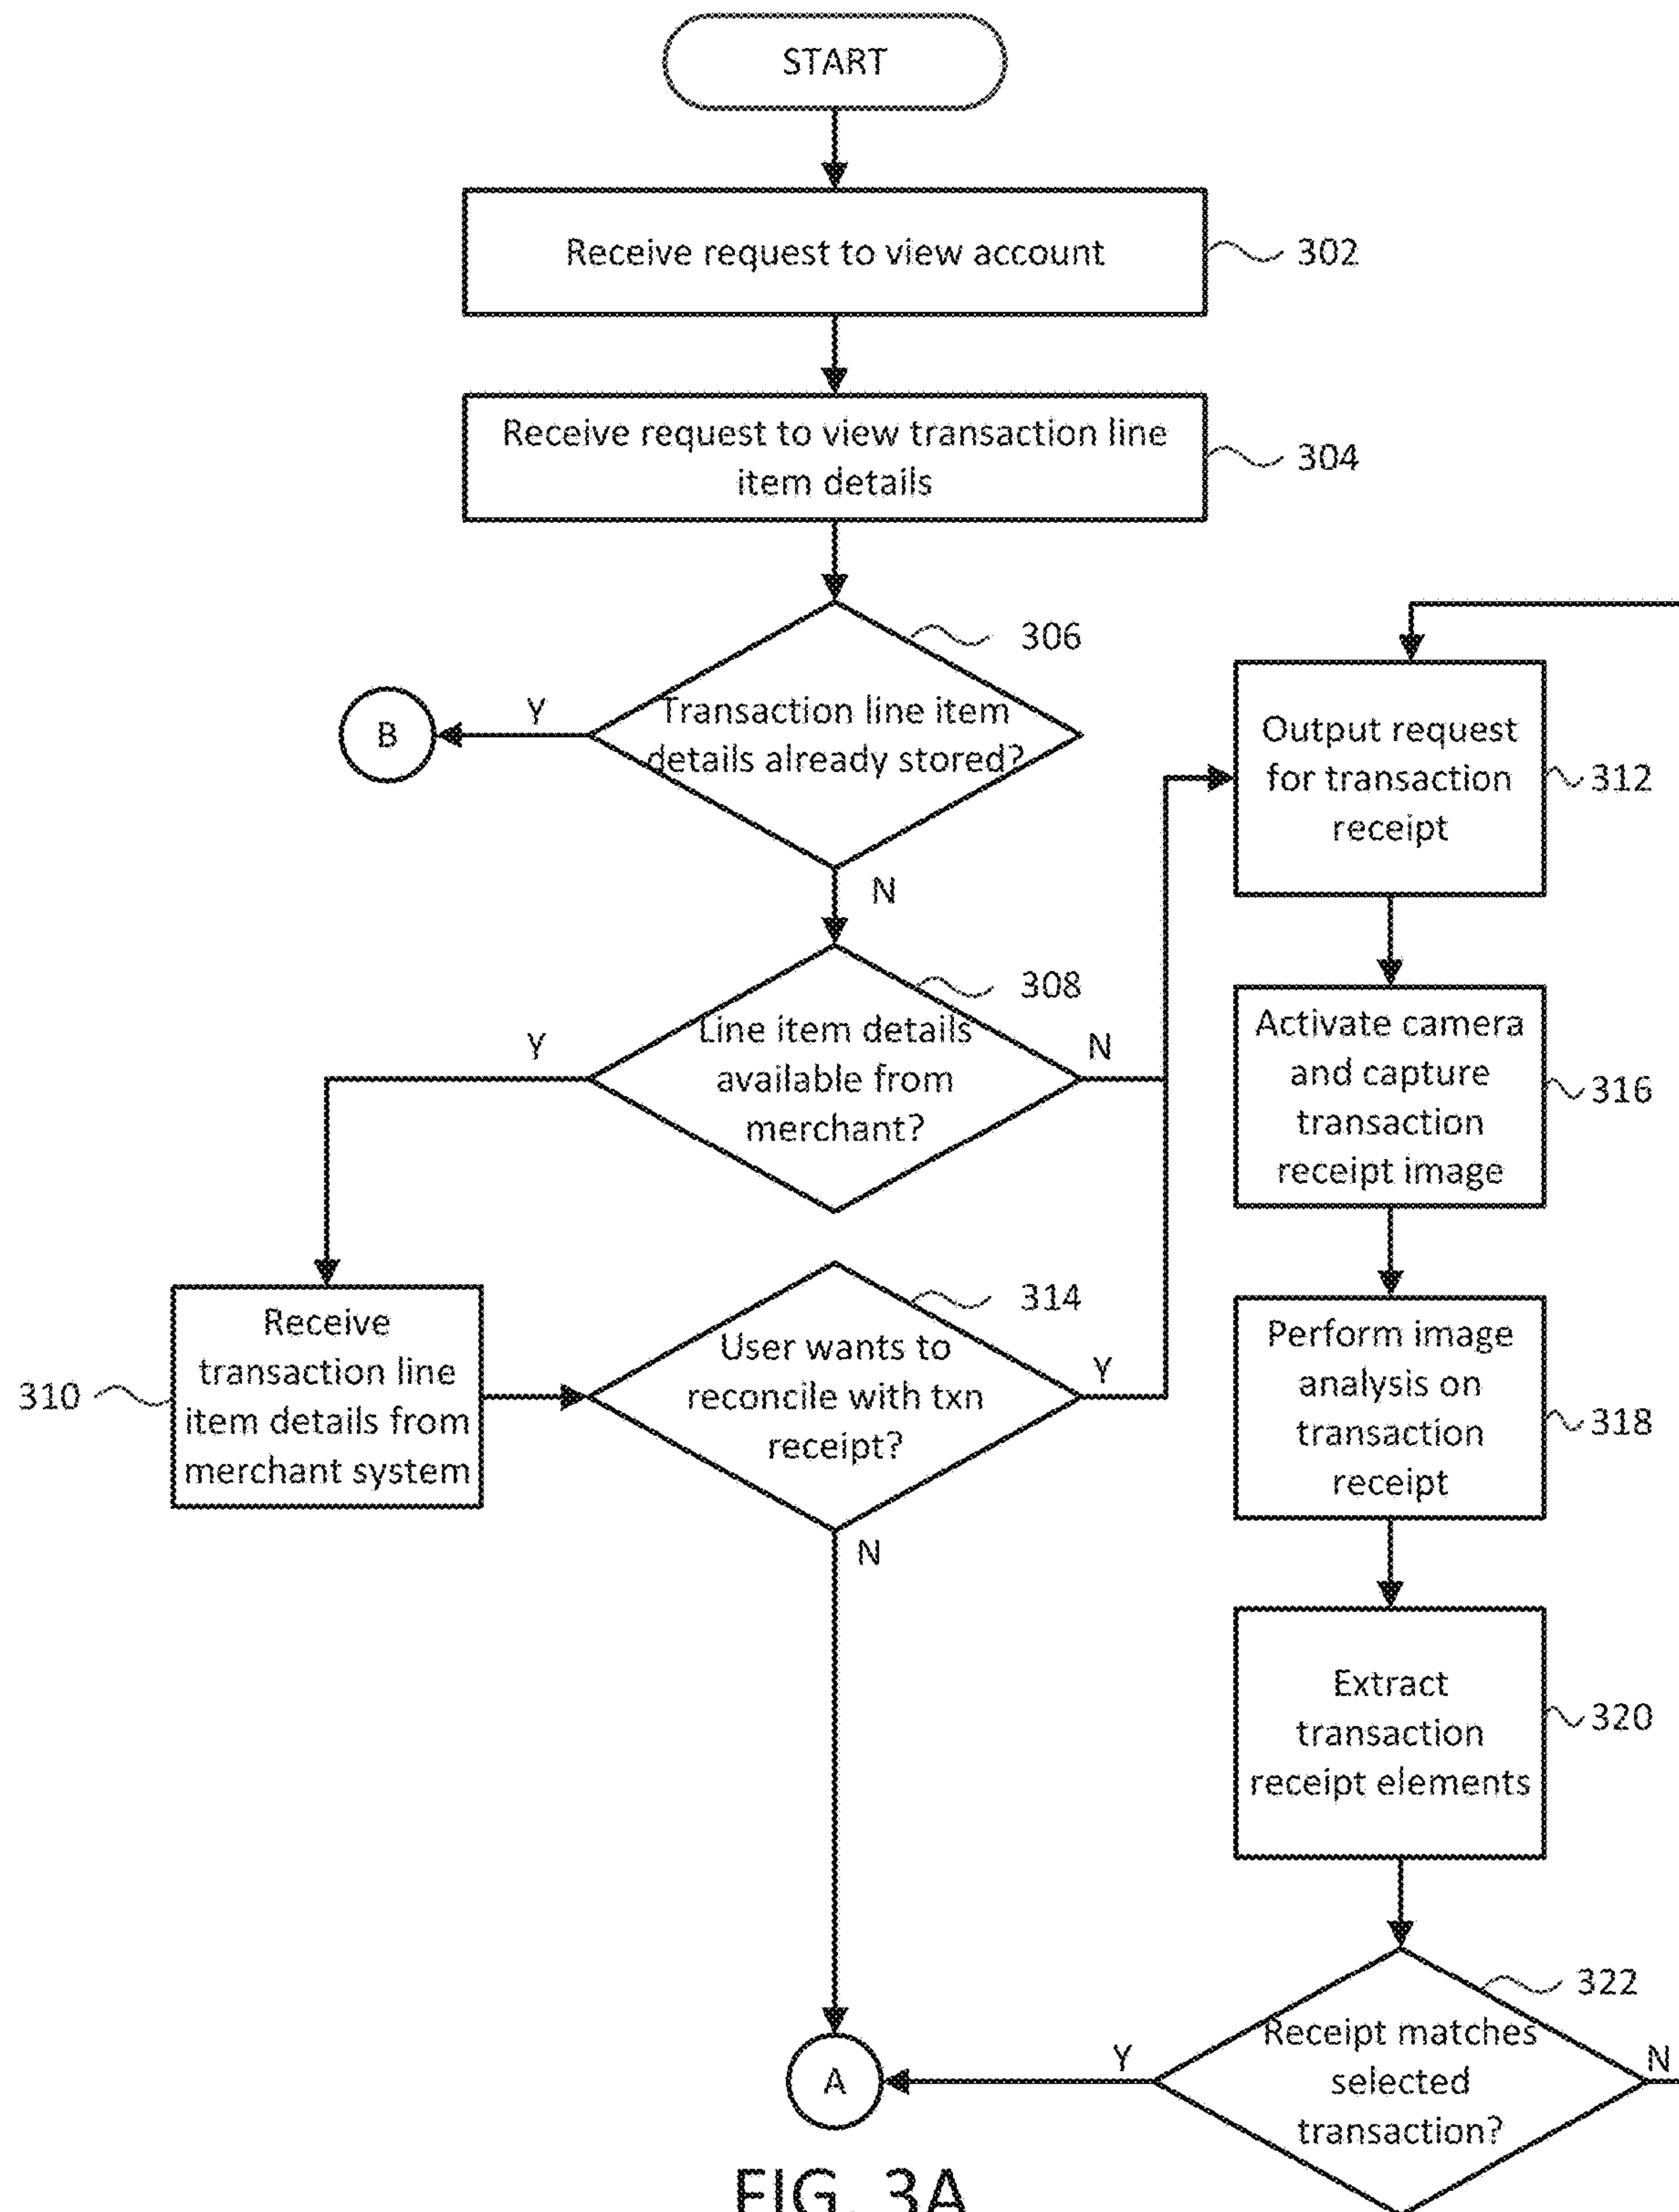 START
Receive request to view account
302
Receive request to view transaction line
item details
304
306
Transaction line item
details already stored?
Y
B
N
308
Line item details
available from
merchant?
Y
N
310
Receive
transaction line
item details from
merchant system
314
User wants to
reconcile with txn
receipt?
Y
N
Output request
for transaction
receipt
312
Activate camera
and capture
transaction
receipt image
316
Perform image
analysis on
transaction
receipt
318
Extract
transaction
receipt elements
320
322
Receipt matches
selected
transaction?
Y
N
A
FIG. 3A